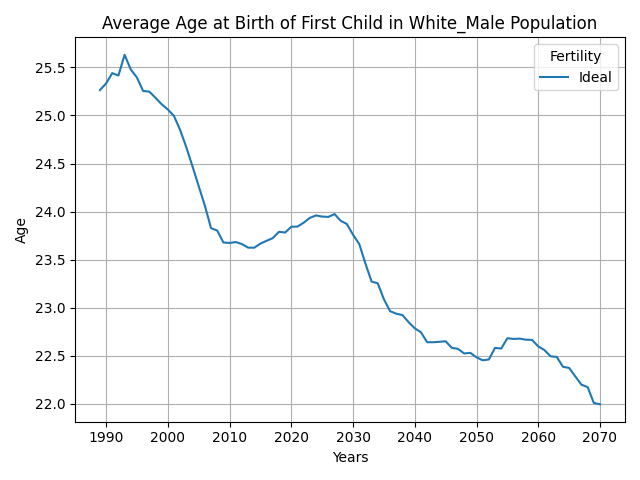 Average Age at Birth of First Child in White_Male Population
Fertility
Ideal
Age
25.5
25.0
24.5
24.0
23.5
23.0
22.5
22.0
1990 2000 2010 2020 2030 2040 2050 2060 2070
Years